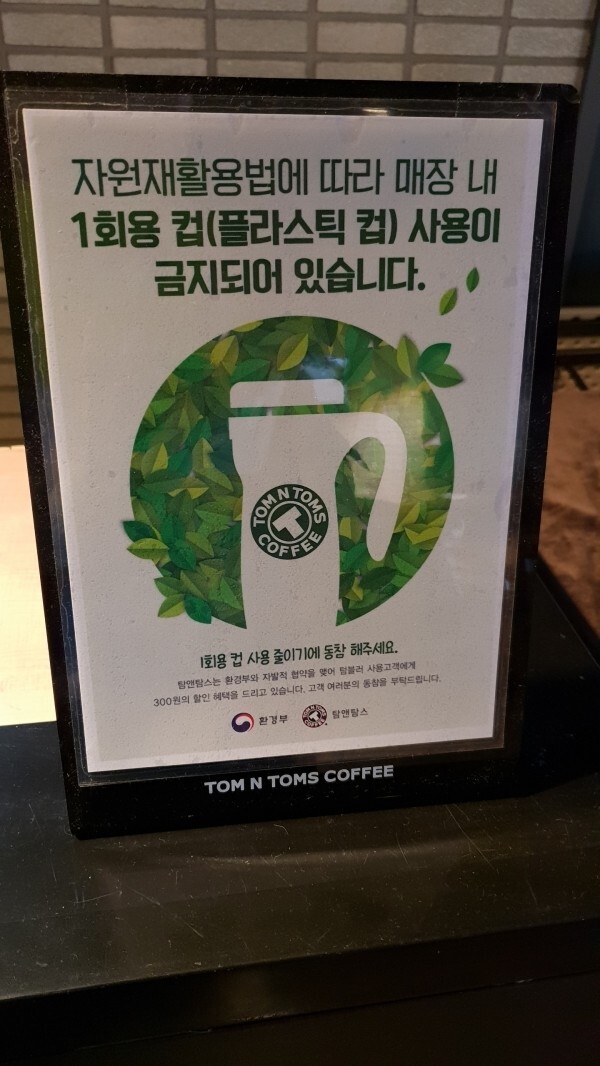 자원재활용법에 따라 매장 내
1회용 컵(플라스틱 컵) 사용이
금지되어 있습니다.
TOM N TOMS
COFFEE
1회용 컵 사용 줄이기에 동참 해주세요.
탐앤탐스는 환경부와 자발적 협약을 맺어 텀블러 사용고객에게
300원의 할인 혜택을 드리고 있습니다. 고객 여러분의 동참을 부탁드립니다.
환경부 탐앤탐스
TOM N TOMS COFFEE